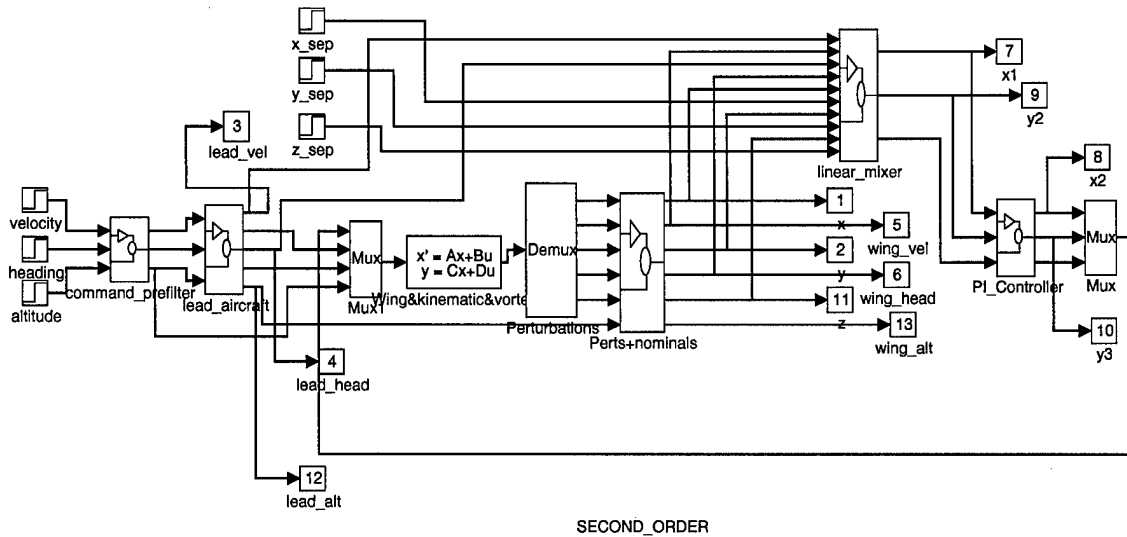 x_sep
y_sep
z_sep
3
lead_vel
velocity
heading
altitude
command_prefilter
lead_aircraft
Mux
Mux1
x' = Ax+Bu
y = Cx+Du
Wing&kinematic&vorte
Demux
Perturbations
Perts+nominals
linear_mixer
7
x1
9
y2
8
x2
1
x
5
wing_vel
2
y
6
wing_head
11
z
13
wing_alt
PI_Controller
Mux
Mux
10
y3
4
lead_head
12
lead_alt
SECOND_ORDER